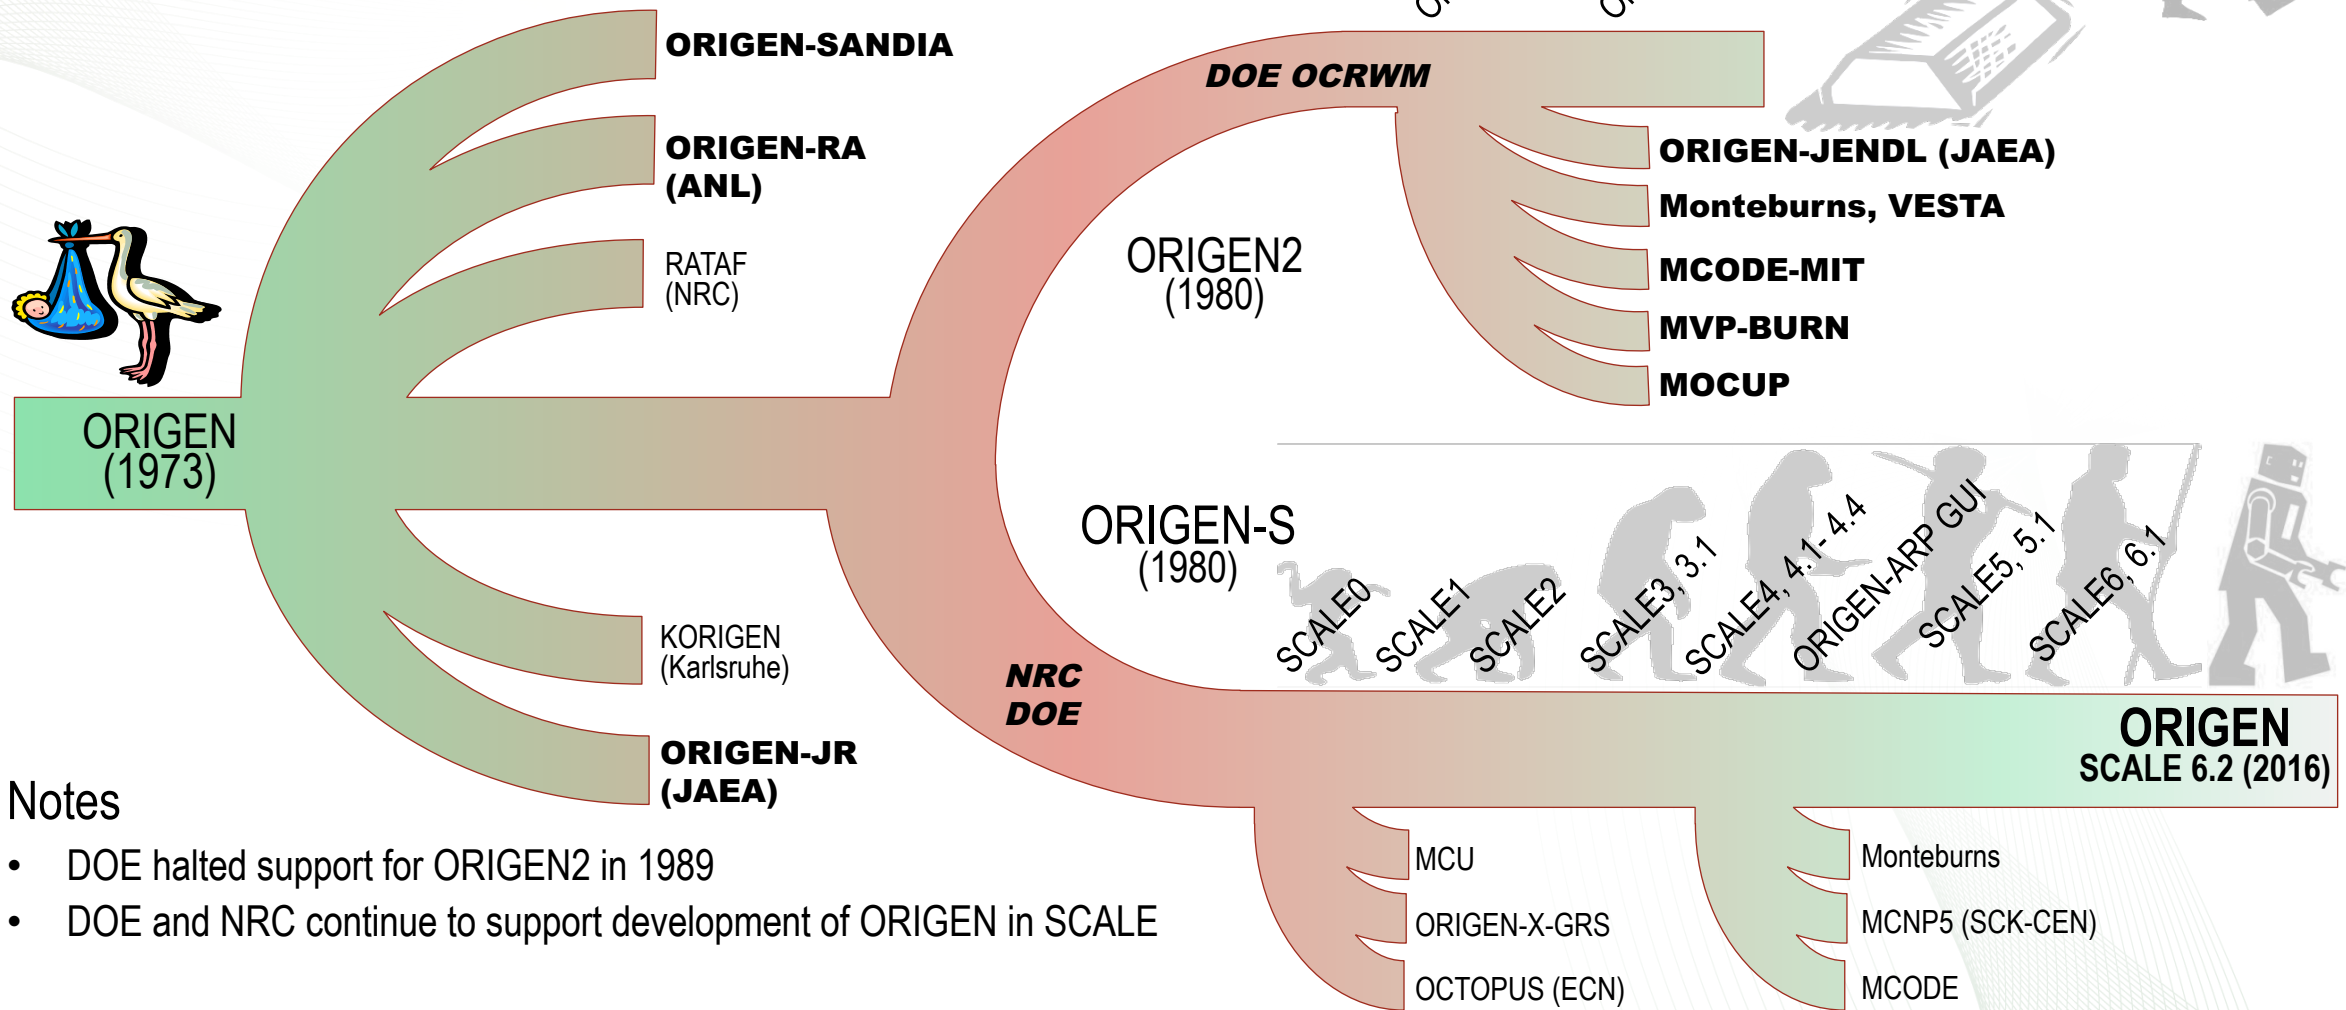 ORIGEN-SANDIA
ORIGEN-RA
(ANL)
RATAF
(NRC)
ORIGEN
(1973)
KORIGEN
(Karlsruhe)
ORIGEN-JR
(JAEA)
DOE OCRWM
ORIGEN2
(1980)
ORIGEN-JENDL (JAEA)
Monteburns, VESTA
MCODE-MIT
MVP-BURN
MOCUP
ORIGEN-S
(1980)
SCALE0
SCALE1
SCALE2
SCALE3, 3.1
SCALE4, 4.1- 4.4
ORIGEN-ARP GUI
SCALE5, 5.1
SCALE6, 6.1
NRC
DOE
ORIGEN
SCALE 6.2 (2016)
MCU
ORIGEN-X-GRS
OCTOPUS (ECN)
Monteburns
MCNP5 (SCK-CEN)
MCODE
Notes
• DOE halted support for ORIGEN2 in 1989
• DOE and NRC continue to support development of ORIGEN in SCALE